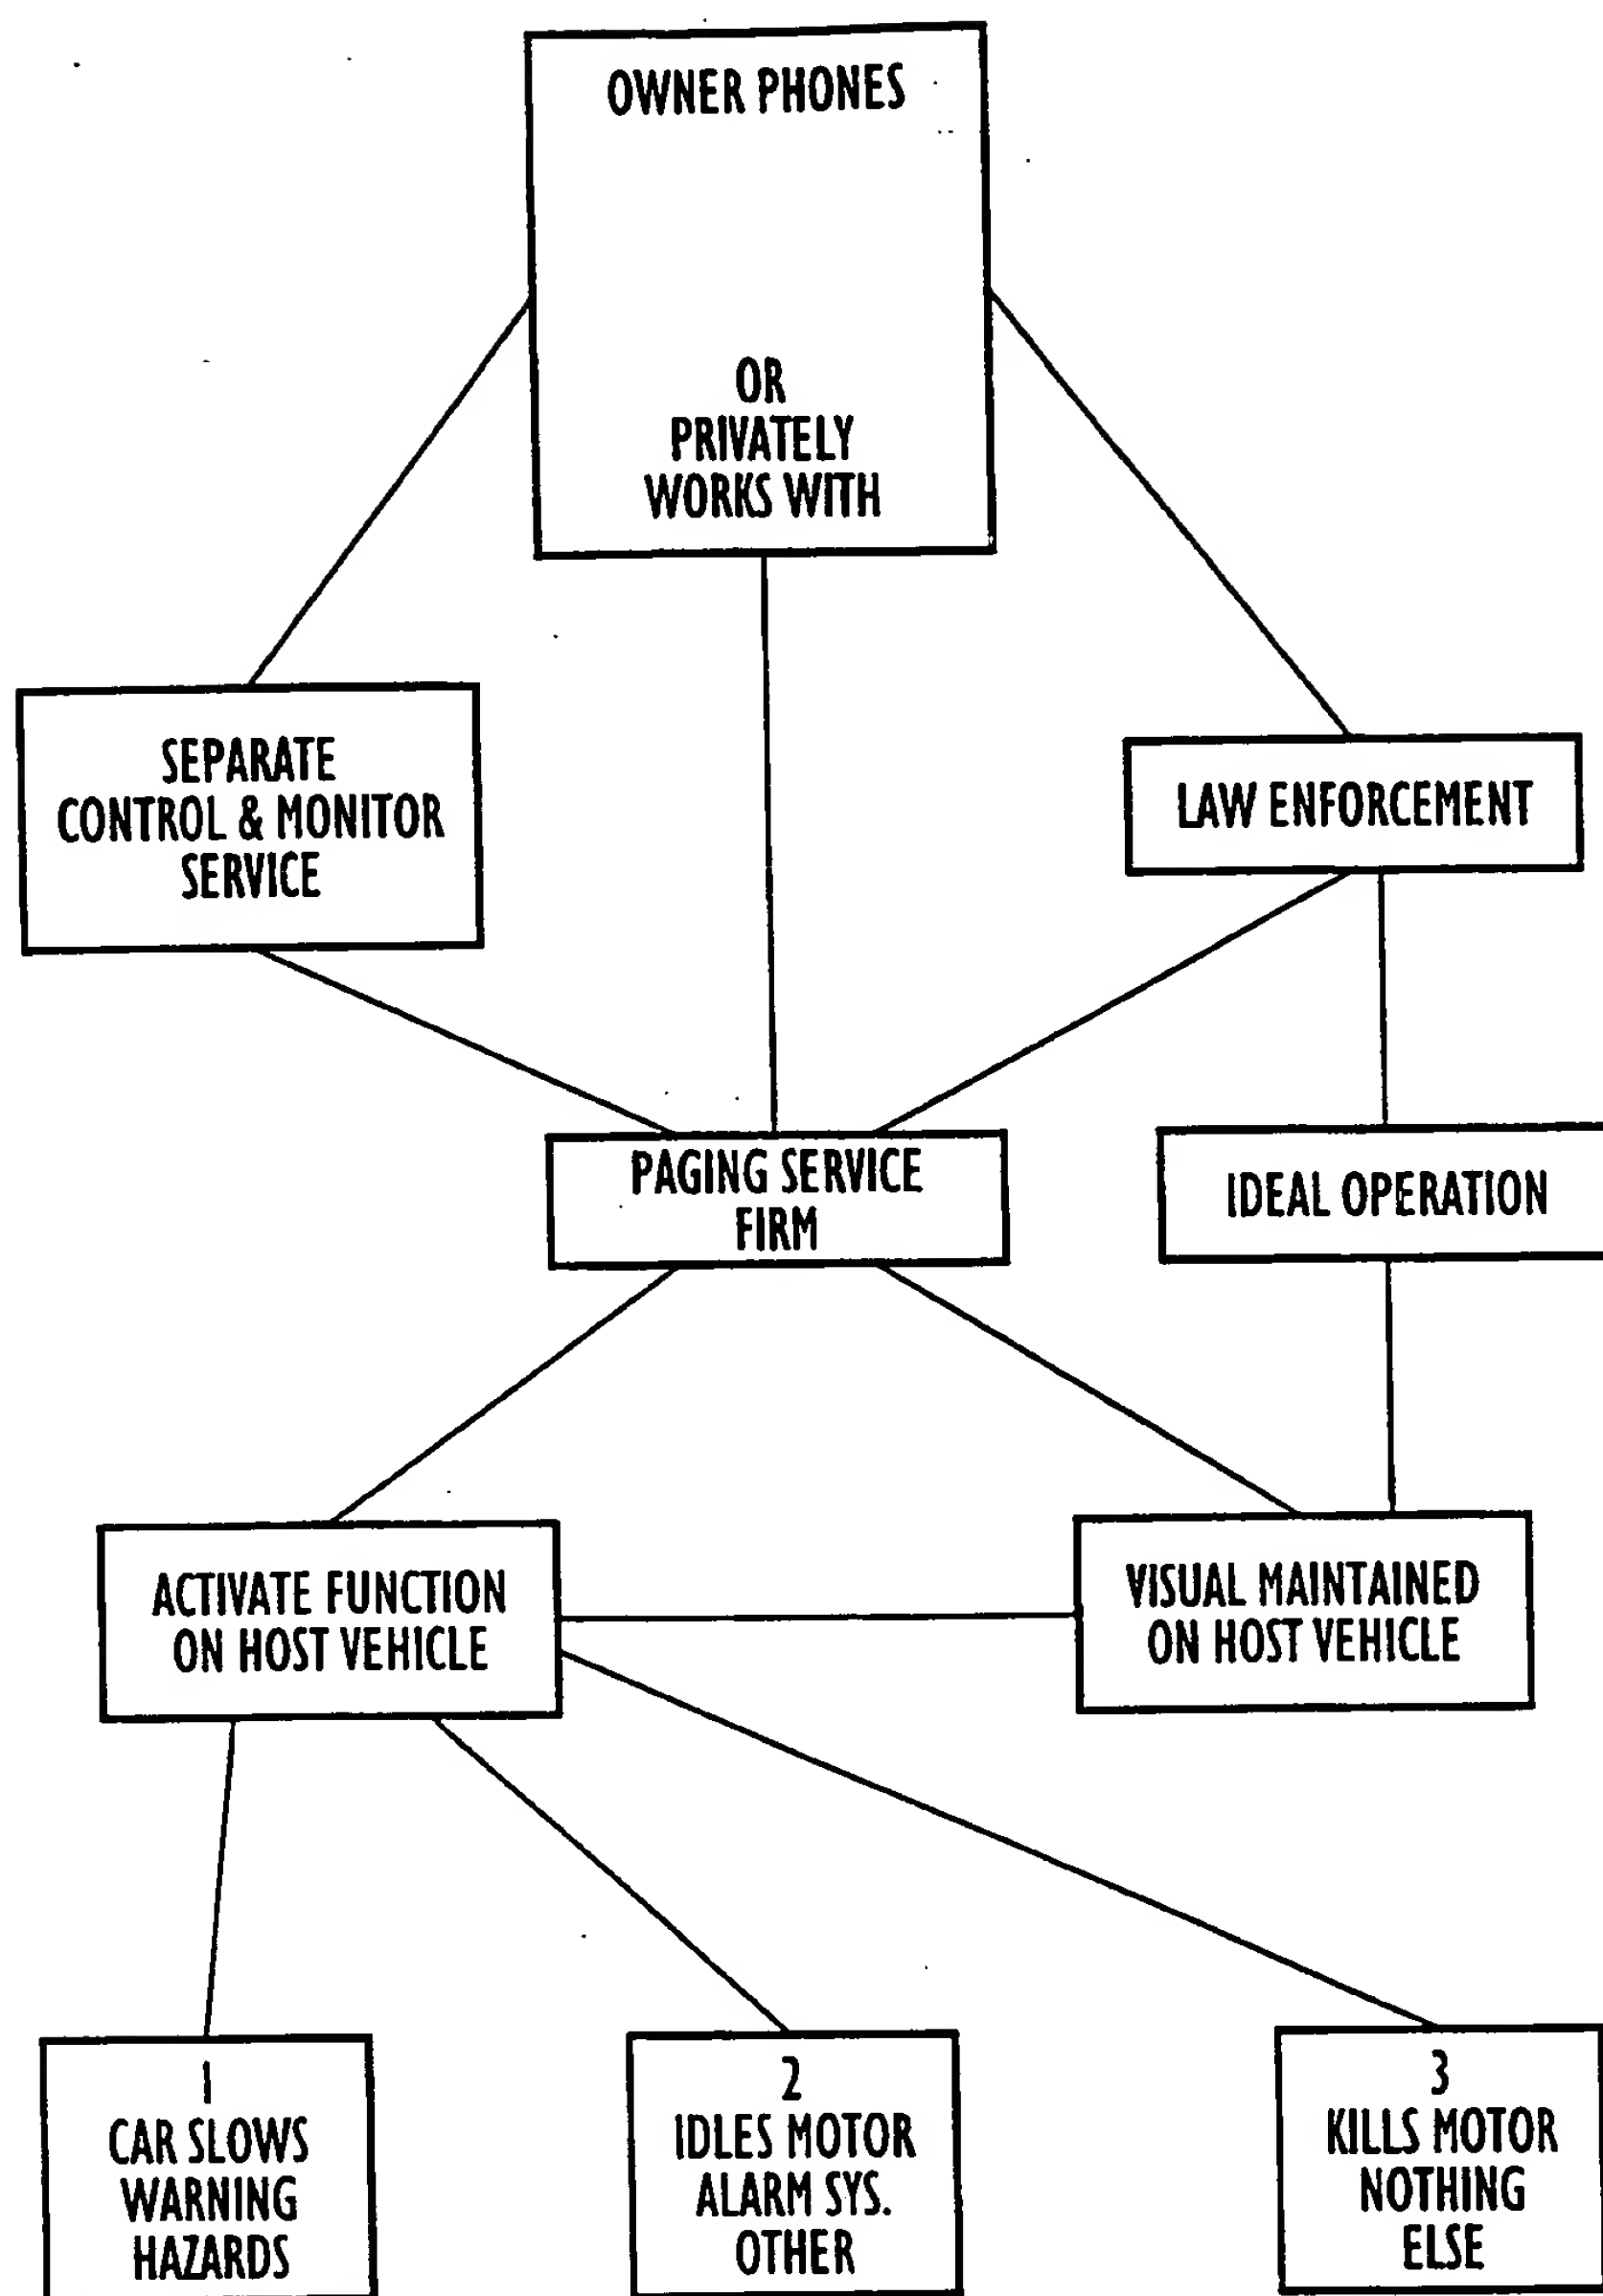 OWNER PHONES
OR
PRIVATELY
WORKS WITH
SEPARATE
CONTROL & MONITOR
SERVICE
LAW ENFORCEMENT
PAGING SERVICE
FIRM
IDEAL OPERATION
ACTIVATE FUNCTION
ON HOST VEHICLE
VISUAL MAINTAINED
ON HOST VEHICLE
1
CAR SLOWS
WARNING
HAZARDS
2
IDLES MOTOR
ALARM SYS.
OTHER
3
KILLS MOTOR
NOTHING
ELSE